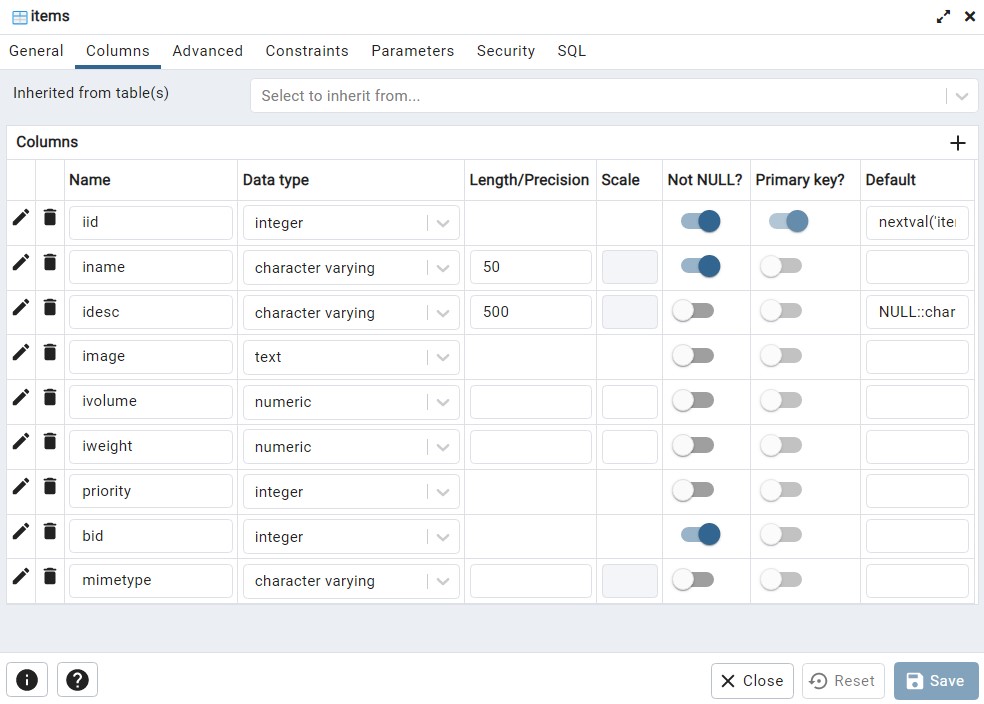 items
General Columns Advanced Constraints Parameters Security SQL
Inherited from table(s) Select to inherit from...
Columns
Name Data type Length/Precision Scale Not NULL? Primary key? Default
iid integer nextval('ite
iname character varying 50
idesc character varying 500 NULL::char
image text
ivolume numeric
iweight numeric
priority integer
bid integer
mimetype character varying
Close Reset Save